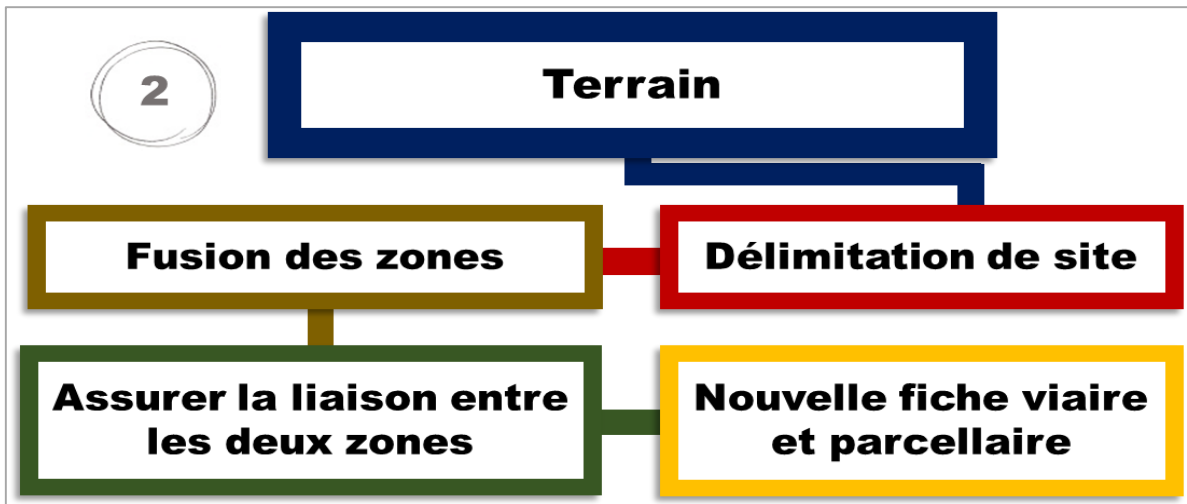 2
Terrain
Fusion des zones
Délimitation de site
Assurer la liaison entre
les deux zones
Nouvelle fiche viaire
et parcellaire